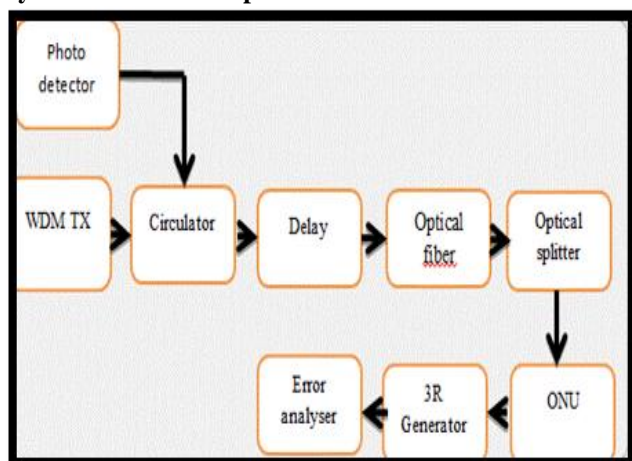 Photo
detector
WDM TX
Circulator
Delay
Optical
fiber
Optical
splitter
Error
analyser
3R
Generator
ONU